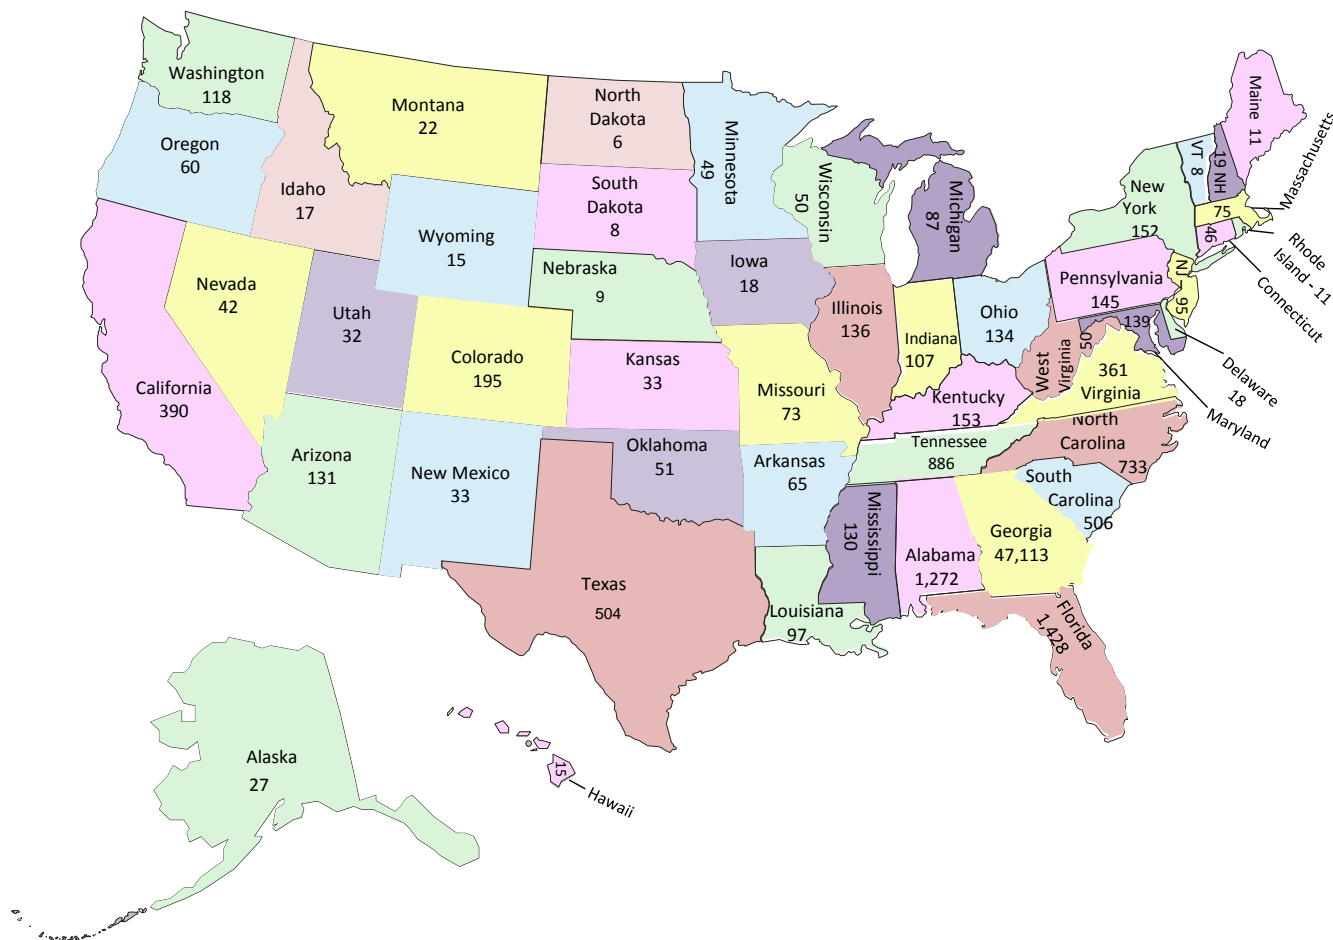 Washington
118
Oregon
60
California
390
Nevada
42
Idaho
17
Montana
22
Wyoming
15
Utah
32
Arizona
131
Colorado
195
New Mexico
33
North
Dakota
6
South
Dakota
8
Nebraska
9
Kansas
33
Oklahoma
51
Texas
504
Minnesota
49
Iowa
18
Missouri
73
Arkansas
65
Louisiana
97
Wisconsin
50
Illinois
136
Michigan
87
Indiana
107
Ohio
134
Kentucky
153
Tennessee
886
Mississippi
130
Alabama
1,272
Georgia
47,113
Florida
1,428
South
Carolina
506
North
Carolina
733
361
Virginia
West
Virginia
50
Pennsylvania
145
New
York
152
VT 8
19 NH
Maine 11
Massachusetts
75
Rhode
Island - 11
Connecticut
46
NJ – 95
Delaware
18
Maryland
139
Alaska
27
15
Hawaii